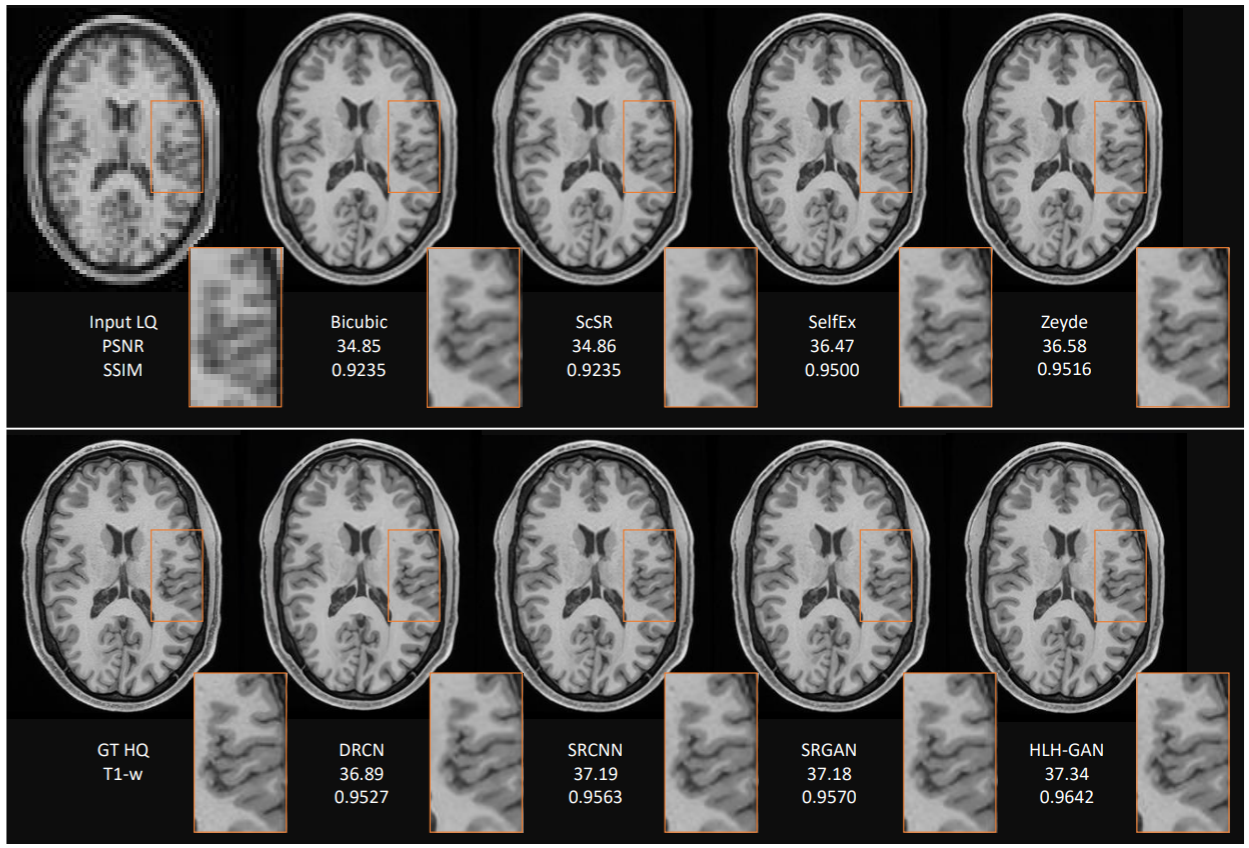 Input LQ
PSNR
SSIM
Bicubic
34.85
0.9235
ScSR
34.86
0.9235
SelfEx
36.47
0.9500
Zeyde
36.58
0.9516
GT HQ
T1-w
DRCN
36.89
0.9527
SRCNN
37.19
0.9563
SRGAN
37.18
0.9570
HLH-GAN
37.34
0.9642